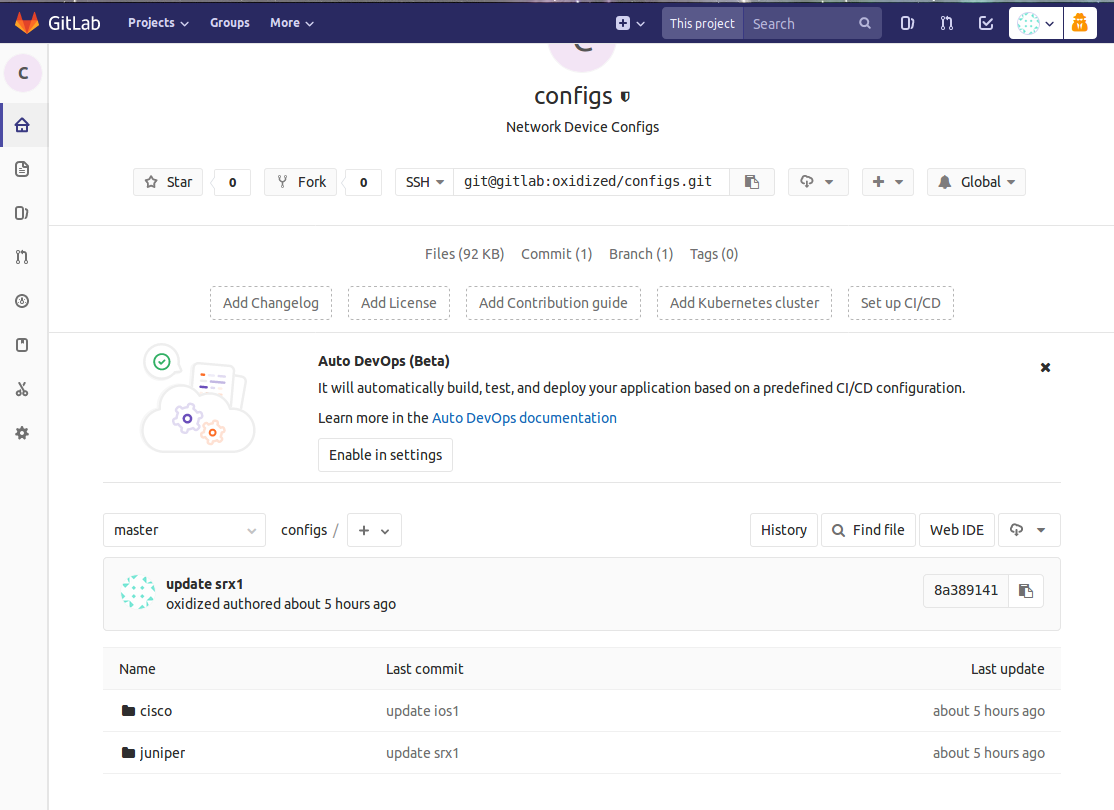 GitLab Projects Groups More This project Search
C
C
configs
Network Device Configs
Star 0 Fork 0 SSH git@gitlab:oxidized/configs.git Global
Files (92 KB) Commit (1) Branch (1) Tags (0)
Add Changelog Add License Add Contribution guide Add Kubernetes cluster Set up CI/CD
Auto DevOps (Beta)
It will automatically build, test, and deploy your application based on a predefined CI/CD configuration.
Learn more in the Auto DevOps documentation
Enable in settings
master configs / + History Find file Web IDE
update srx1
oxidized authored about 5 hours ago
8a389141
Name Last commit Last update
cisco update ios1 about 5 hours ago
juniper update srx1 about 5 hours ago